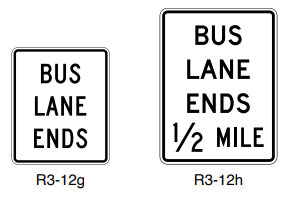 BUS
LANE
ENDS
R3-12g
BUS
LANE
ENDS
1/2 MILE
R3-12h